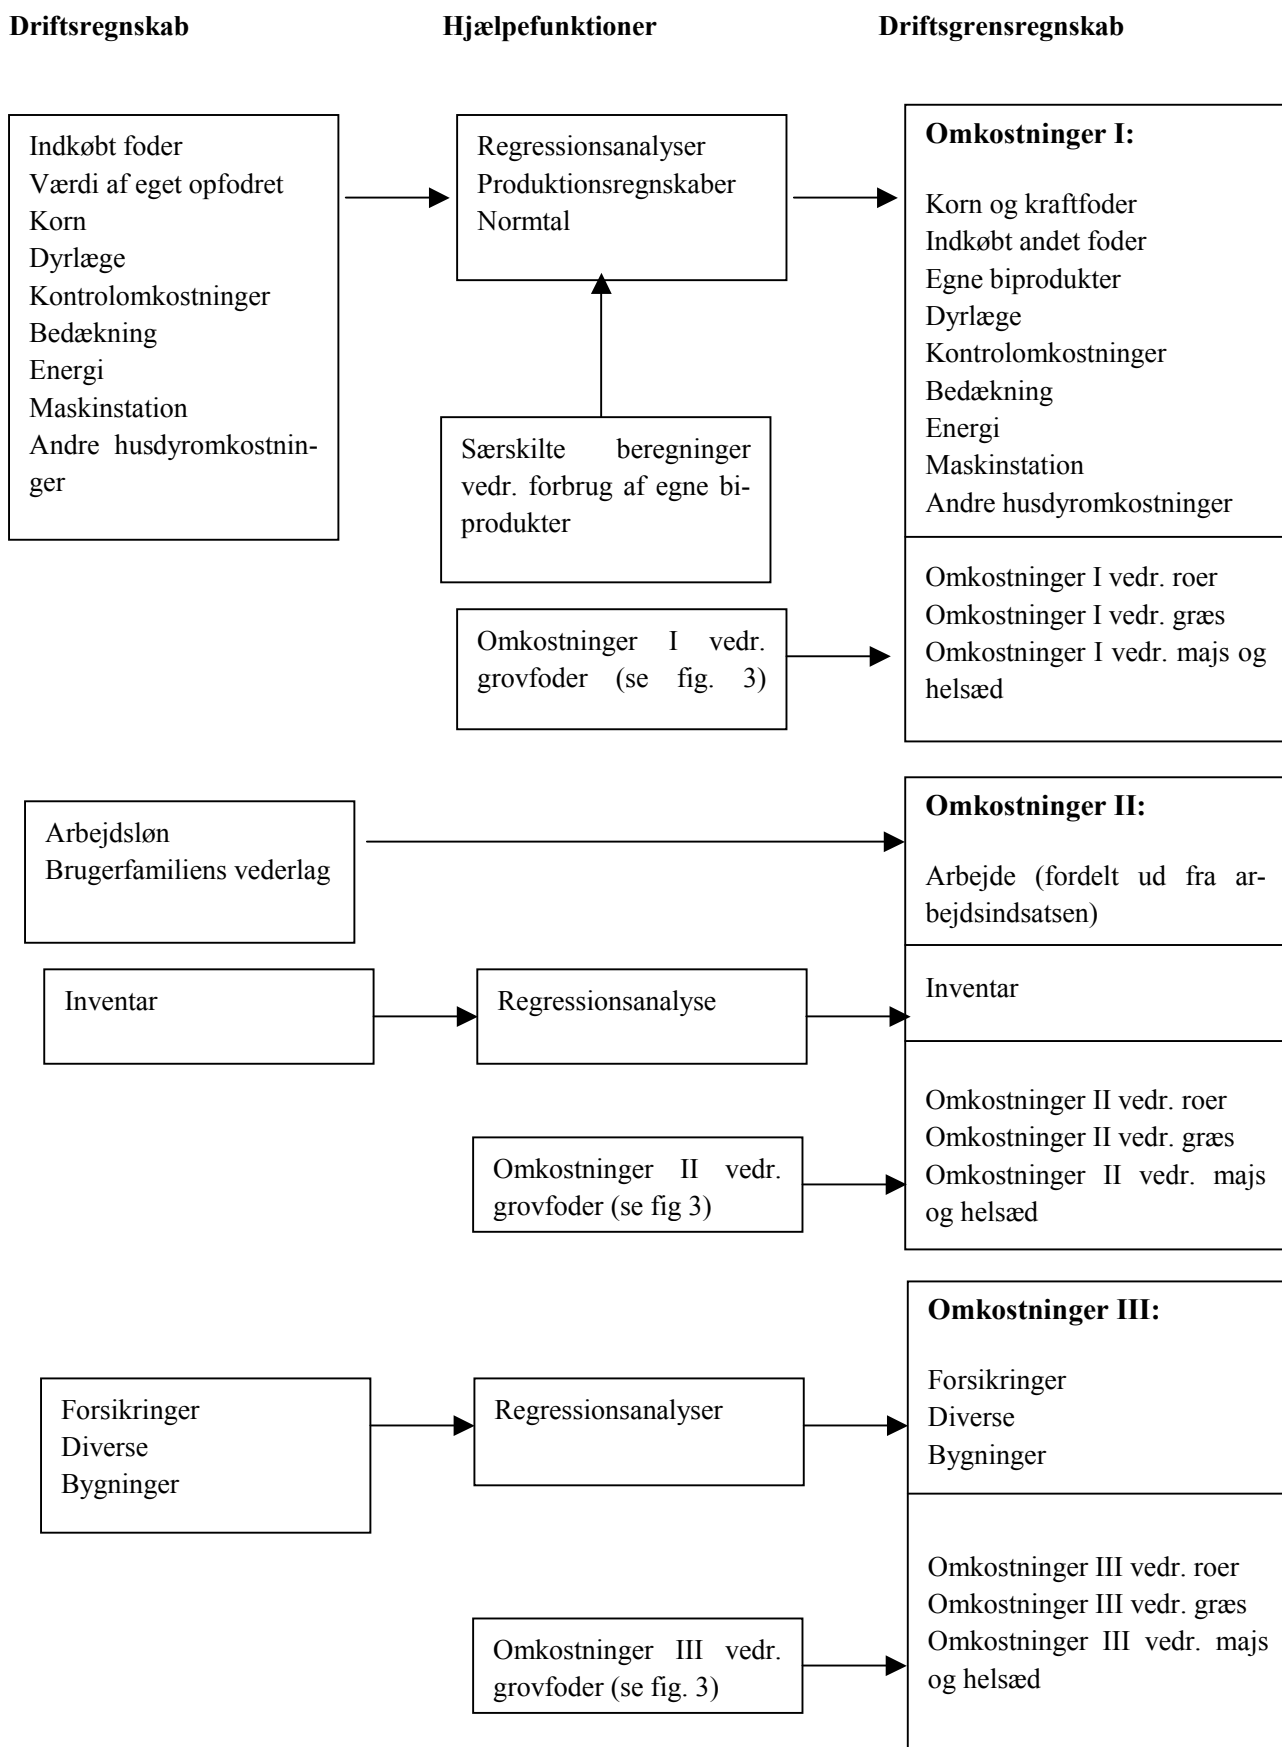 Driftsregnskab
Hjælpefunktioner
Driftsgrensregnskab
Indkøbt foder
Værdi af eget opfodret
Korn
Dyrlæge
Kontrolomkostninger
Bedækning
Energi
Maskinstation
Andre husdyromkostnin-
ger
Regressionsanalyser
Produktionsregnskaber
Normtal
Særskilte beregninger
vedr. forbrug af egne bi-
produkter
Omkostninger I vedr.
grovfoder (se fig. 3)
Omkostninger I:
Korn og kraftfoder
Indkøbt andet foder
Egne biprodukter
Dyrlæge
Kontrolomkostninger
Bedækning
Energi
Maskinstation
Andre husdyromkostninger
Omkostninger I vedr. roer
Omkostninger I vedr. græs
Omkostninger I vedr. majs og
helsæd
Arbejdsløn
Brugerfamiliens vederlag
Omkostninger II:
Arbejde (fordelt ud fra ar-
bejdsindsatsen)
Inventar
Regressionsanalyse
Inventar
Omkostninger II vedr.
grovfoder (se fig 3)
Omkostninger II vedr. roer
Omkostninger II vedr. græs
Omkostninger II vedr. majs
og helsæd
Forsikringer
Diverse
Bygninger
Regressionsanalyser
Omkostninger III:
Forsikringer
Diverse
Bygninger
Omkostninger III vedr.
grovfoder (se fig. 3)
Omkostninger III vedr. roer
Omkostninger III vedr. græs
Omkostninger III vedr. majs
og helsæd